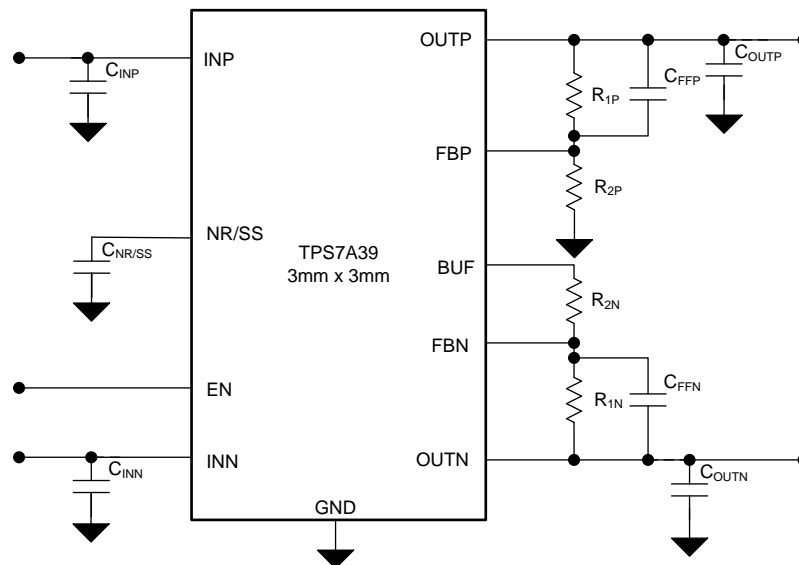 OUTP
INP
C_INP
R_1P
C_FFP
C_OUTP
FBP
R_2P
NR/SS
C_NR/SS
TPS7A39
3mm x 3mm
BUF
R_2N
FBN
EN
R_1N
C_FFN
INN
C_INN
OUTN
C_OUTN
GND